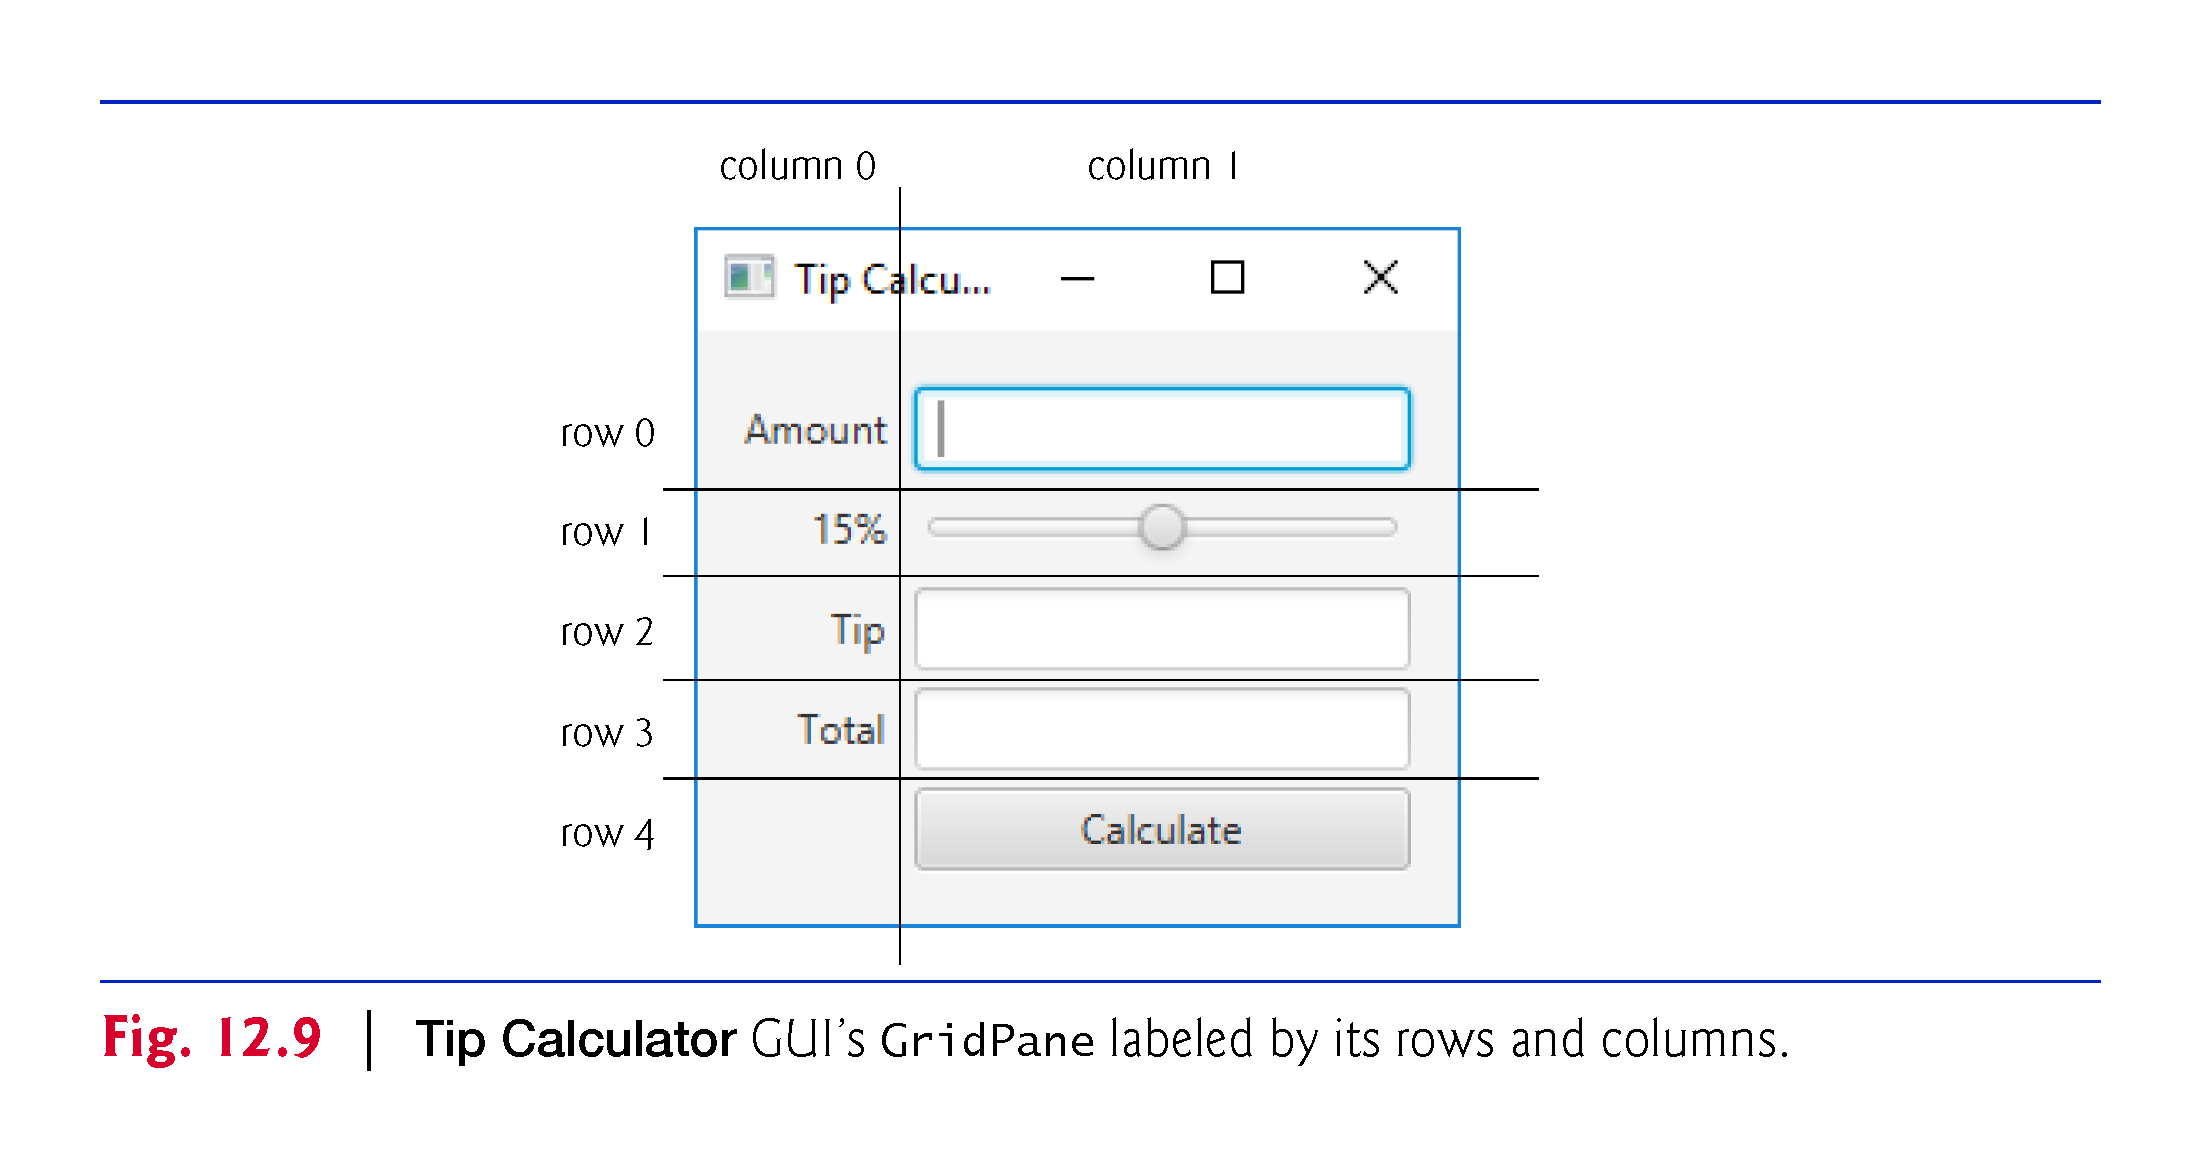 column 0 column 1
Tip Calcu...
row 0 Amount
row 1 15%
row 2 Tip
row 3 Total
row 4 Calculate
Fig. 12.9 | Tip Calculator GUI’s GridPane labeled by its rows and columns.